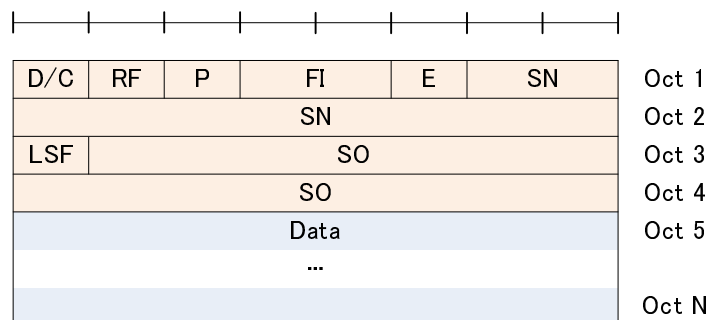 D/C RF P FI E SN Oct 1
SN Oct 2
LSF SO Oct 3
SO Oct 4
Data Oct 5
...
Oct N